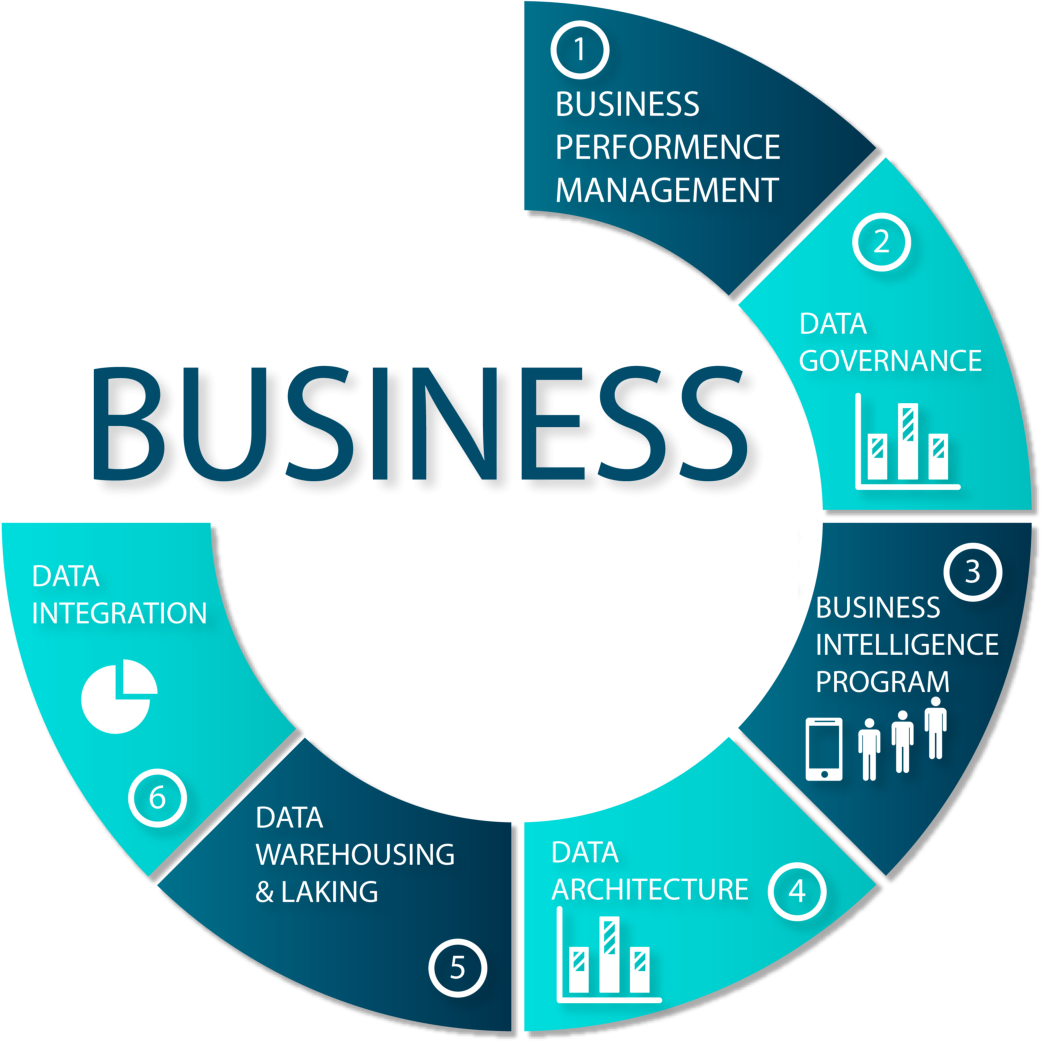 BUSINESS
1
BUSINESS
PERFORMENCE
MANAGEMENT
2
DATA
GOVERNANCE
3
BUSINESS
INTELLIGENCE
PROGRAM
DATA
ARCHITECTURE
4
DATA
WAREHOUSING
& LAKING
5
DATA
INTEGRATION
6